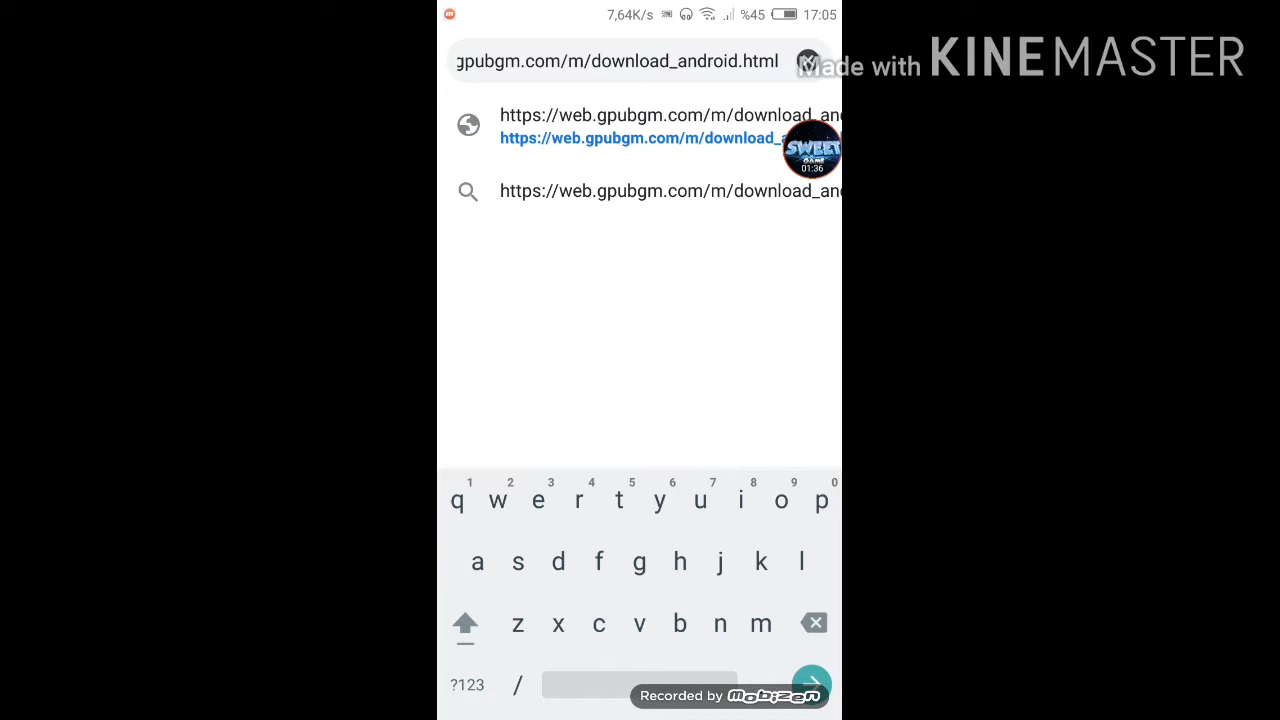 7,64K/s %45 17:05
gpubgm.com/m/download_android.html
Made with KINEMASTER
https://web.gpubgm.com/m/download_an
https://web.gpubgm.com/m/download_a
SWEET
GAME
01:36
https://web.gpubgm.com/m/download_an
1 2 3 4 5 6 7 8 9 0
q w e r t y u i o p
a s d f g h j k l
z x c v b n m
?123 /
Recorded by mobizen